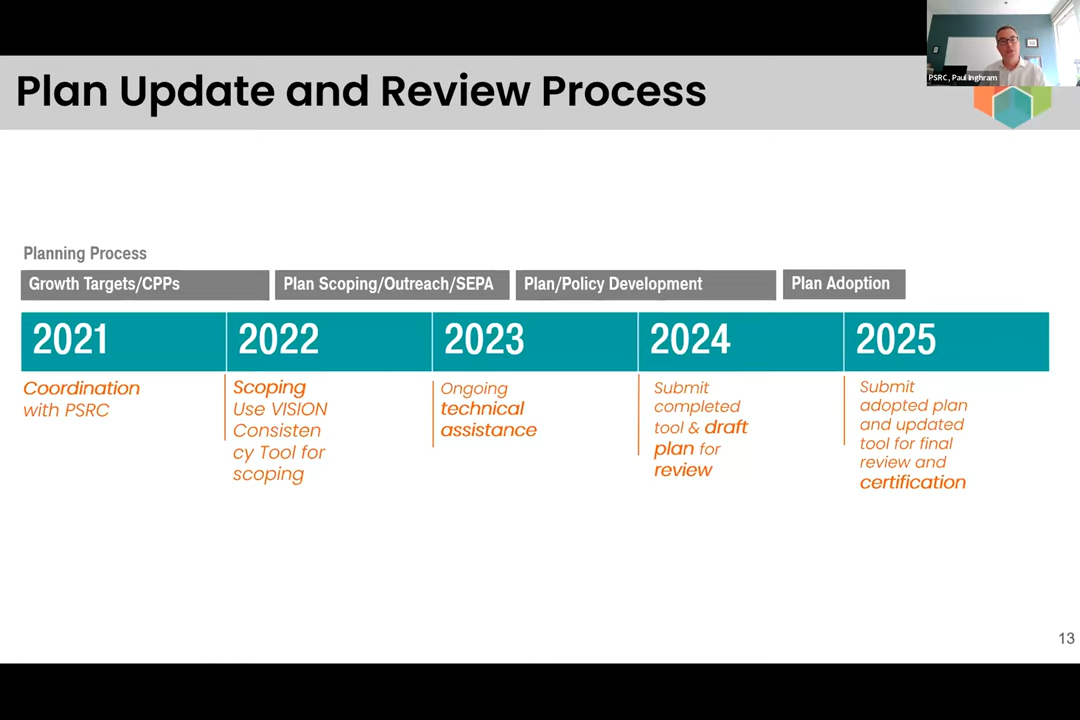 PSRC, Paul Inghram
Plan Update and Review Process
Planning Process
Growth Targets/CPPs
Plan Scoping/Outreach/SEPA
Plan/Policy Development
Plan Adoption
2021
2022
2023
2024
2025
Coordination
with PSRC
Scoping
Use VISION
Consisten
cy Tool for
scoping
Ongoing
technical
assistance
Submit
completed
tool & draft
plan for
review
Submit
adopted plan
and updated
tool for final
review and
certification
13